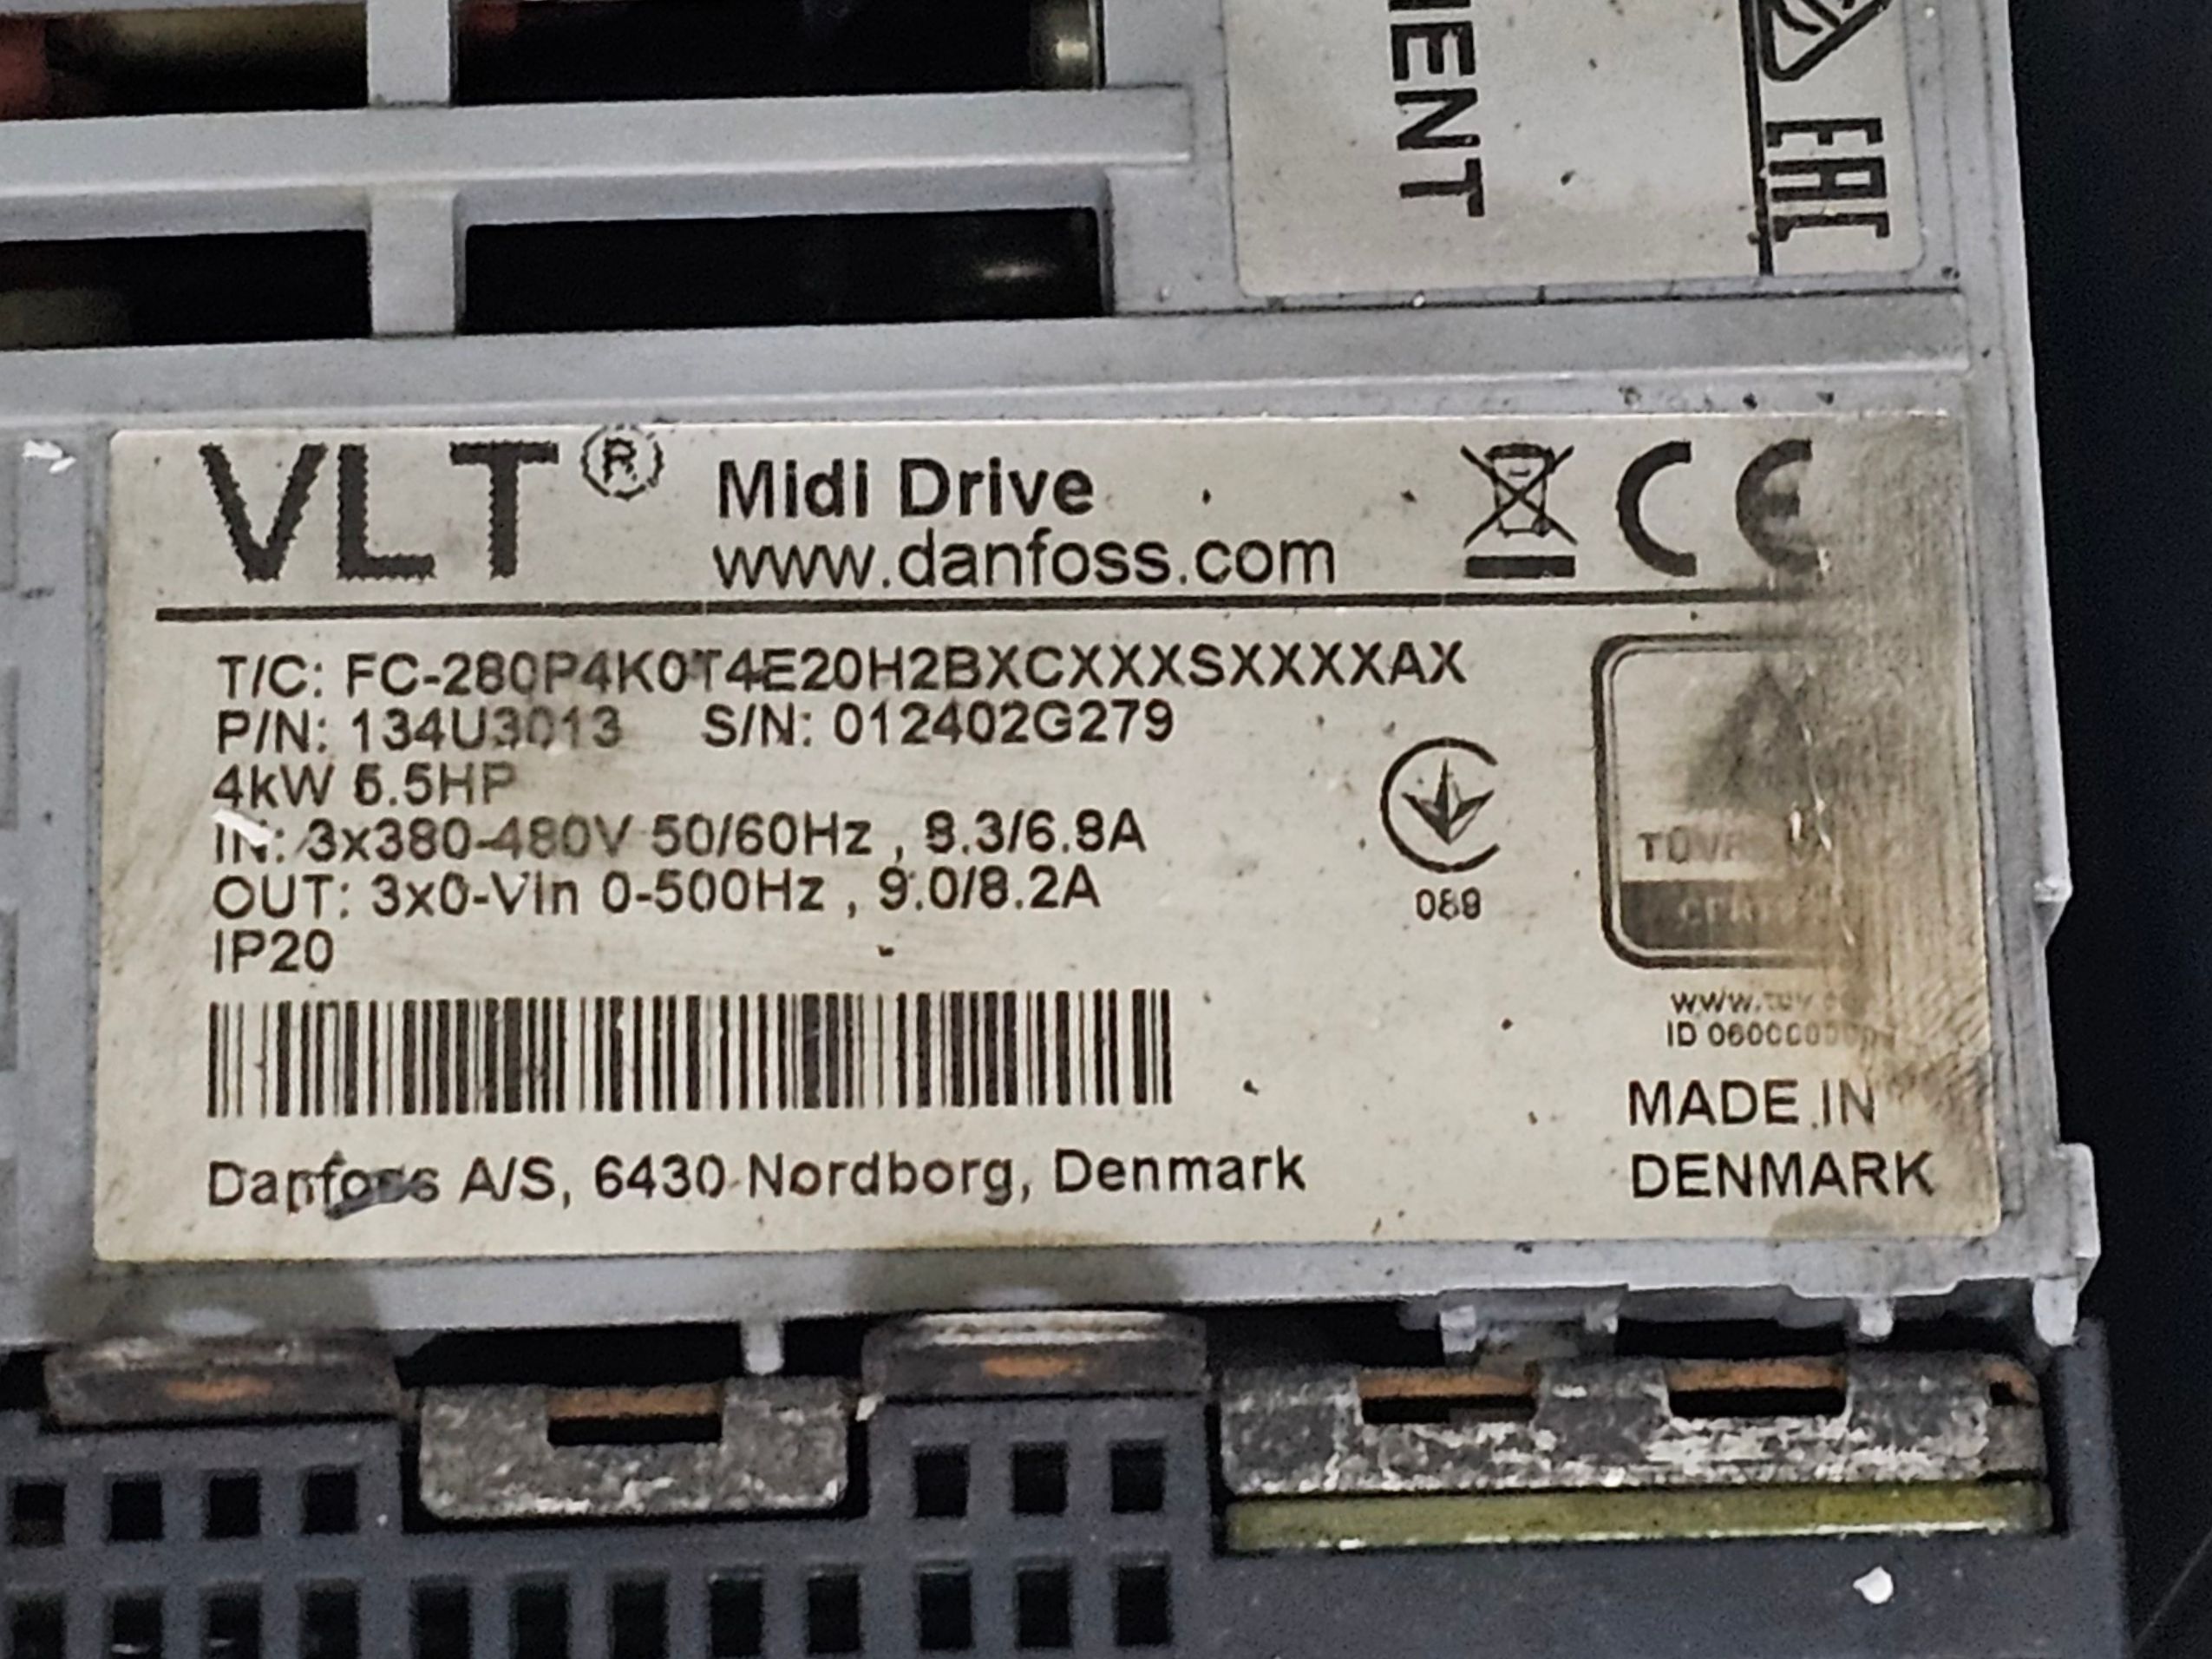 EAC
VLT® Midi Drive
www.danfoss.com
CE
T/C: FC-280P4K0T4E20H2BXCXXXSXXXXAX
P/N: 134U3013 S/N: 012402G279
4kW 5.5HP
IN: 3x380-480V 50/60Hz , 8.3/6.8A
OUT: 3x0-Vin 0-500Hz , 9.0/8.2A
IP20
089
Danfoss A/S, 6430 Nordborg, Denmark
MADE IN
DENMARK